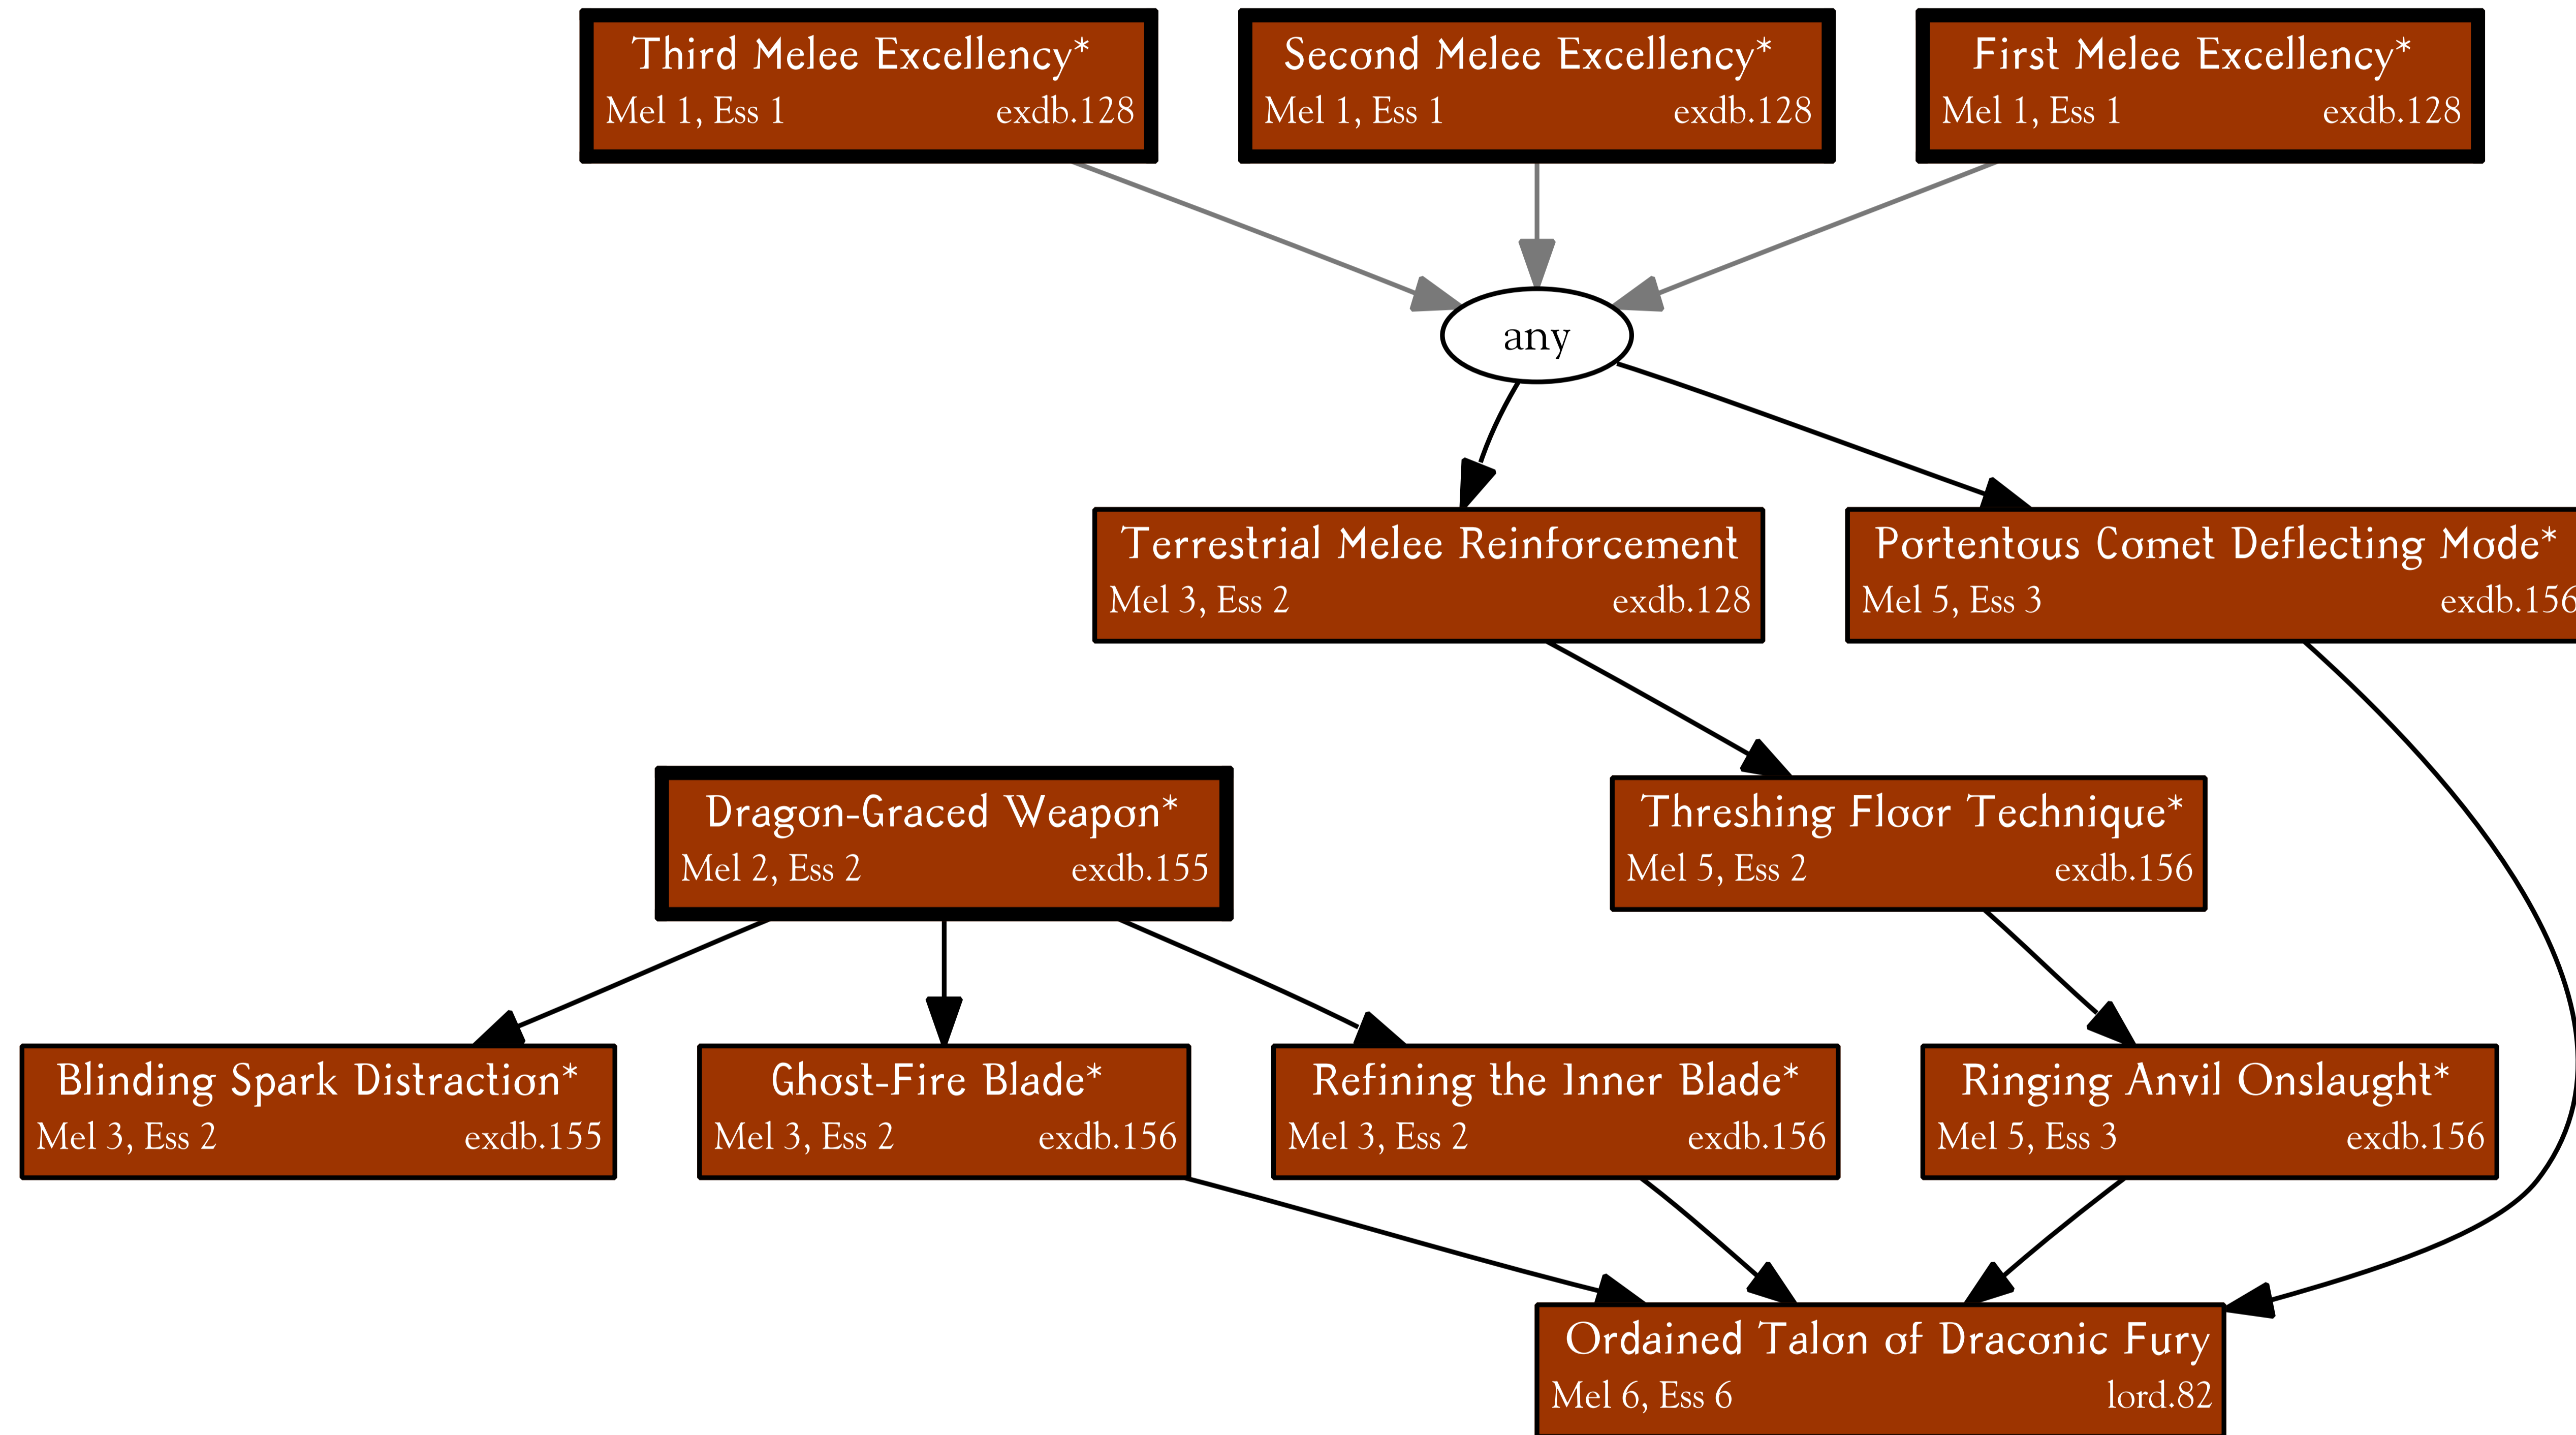 Third Melee Excellency*
Mel 1, Ess 1 exdb.128
Second Melee Excellency*
Mel 1, Ess 1 exdb.128
First Melee Excellency*
Mel 1, Ess 1 exdb.128
any
Terrestrial Melee Reinforcement
Mel 3, Ess 2 exdb.128
Portentous Comet Deflecting Mode*
Mel 5, Ess 3 exdb.156
Dragon-Graced Weapon*
Mel 2, Ess 2 exdb.155
Threshing Floor Technique*
Mel 5, Ess 2 exdb.156
Blinding Spark Distraction*
Mel 3, Ess 2 exdb.155
Ghost-Fire Blade*
Mel 3, Ess 2 exdb.156
Refining the Inner Blade*
Mel 3, Ess 2 exdb.156
Ringing Anvil Onslaught*
Mel 5, Ess 3 exdb.156
Ordained Talon of Draconic Fury
Mel 6, Ess 6 lord.82